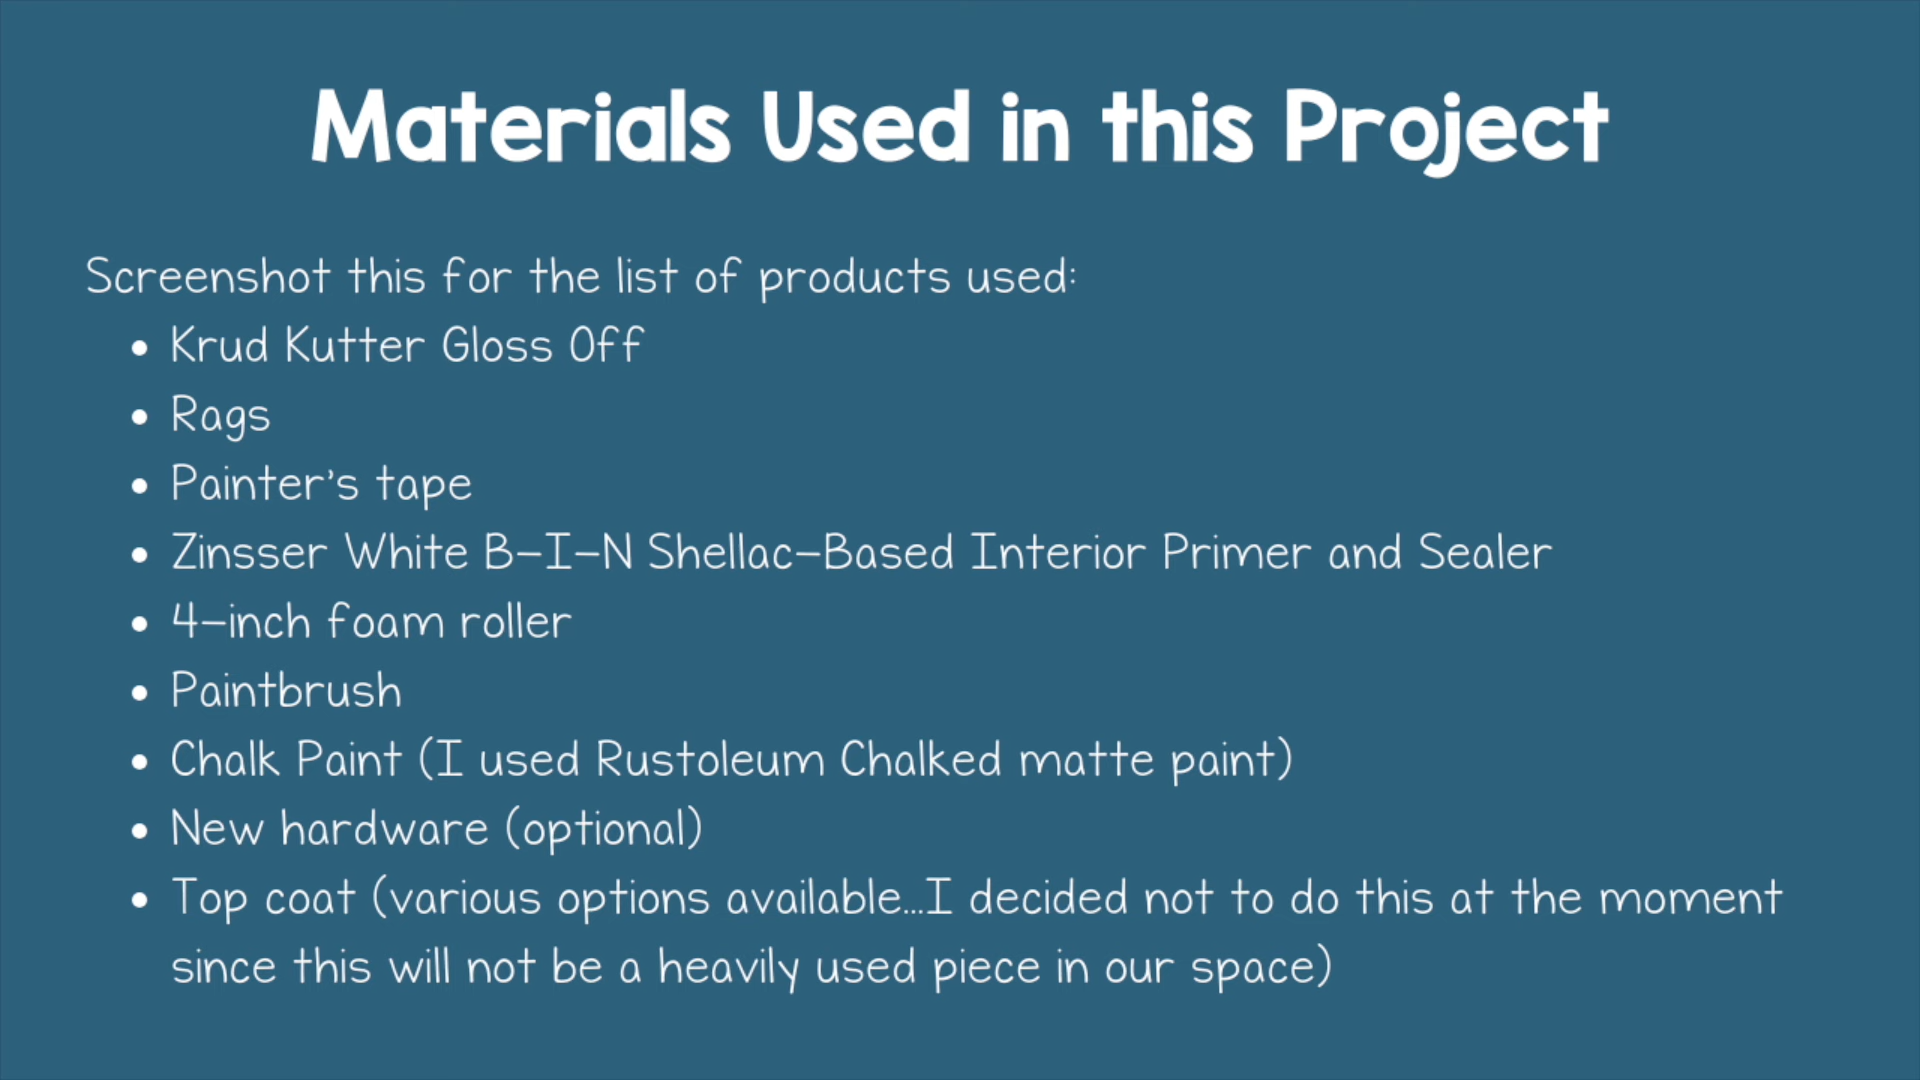 Materials Used in this Project
Screenshot this for the list of products used:
• Krud Kutter Gloss Off
• Rags
• Painter's tape
• Zinsser White B-I-N Shellac-Based Interior Primer and Sealer
• 4-inch foam roller
• Paintbrush
• Chalk Paint (I used Rustoleum Chalked matte paint)
• New hardware (optional)
• Top coat (various options available...I decided not to do this at the moment
since this will not be a heavily used piece in our space)